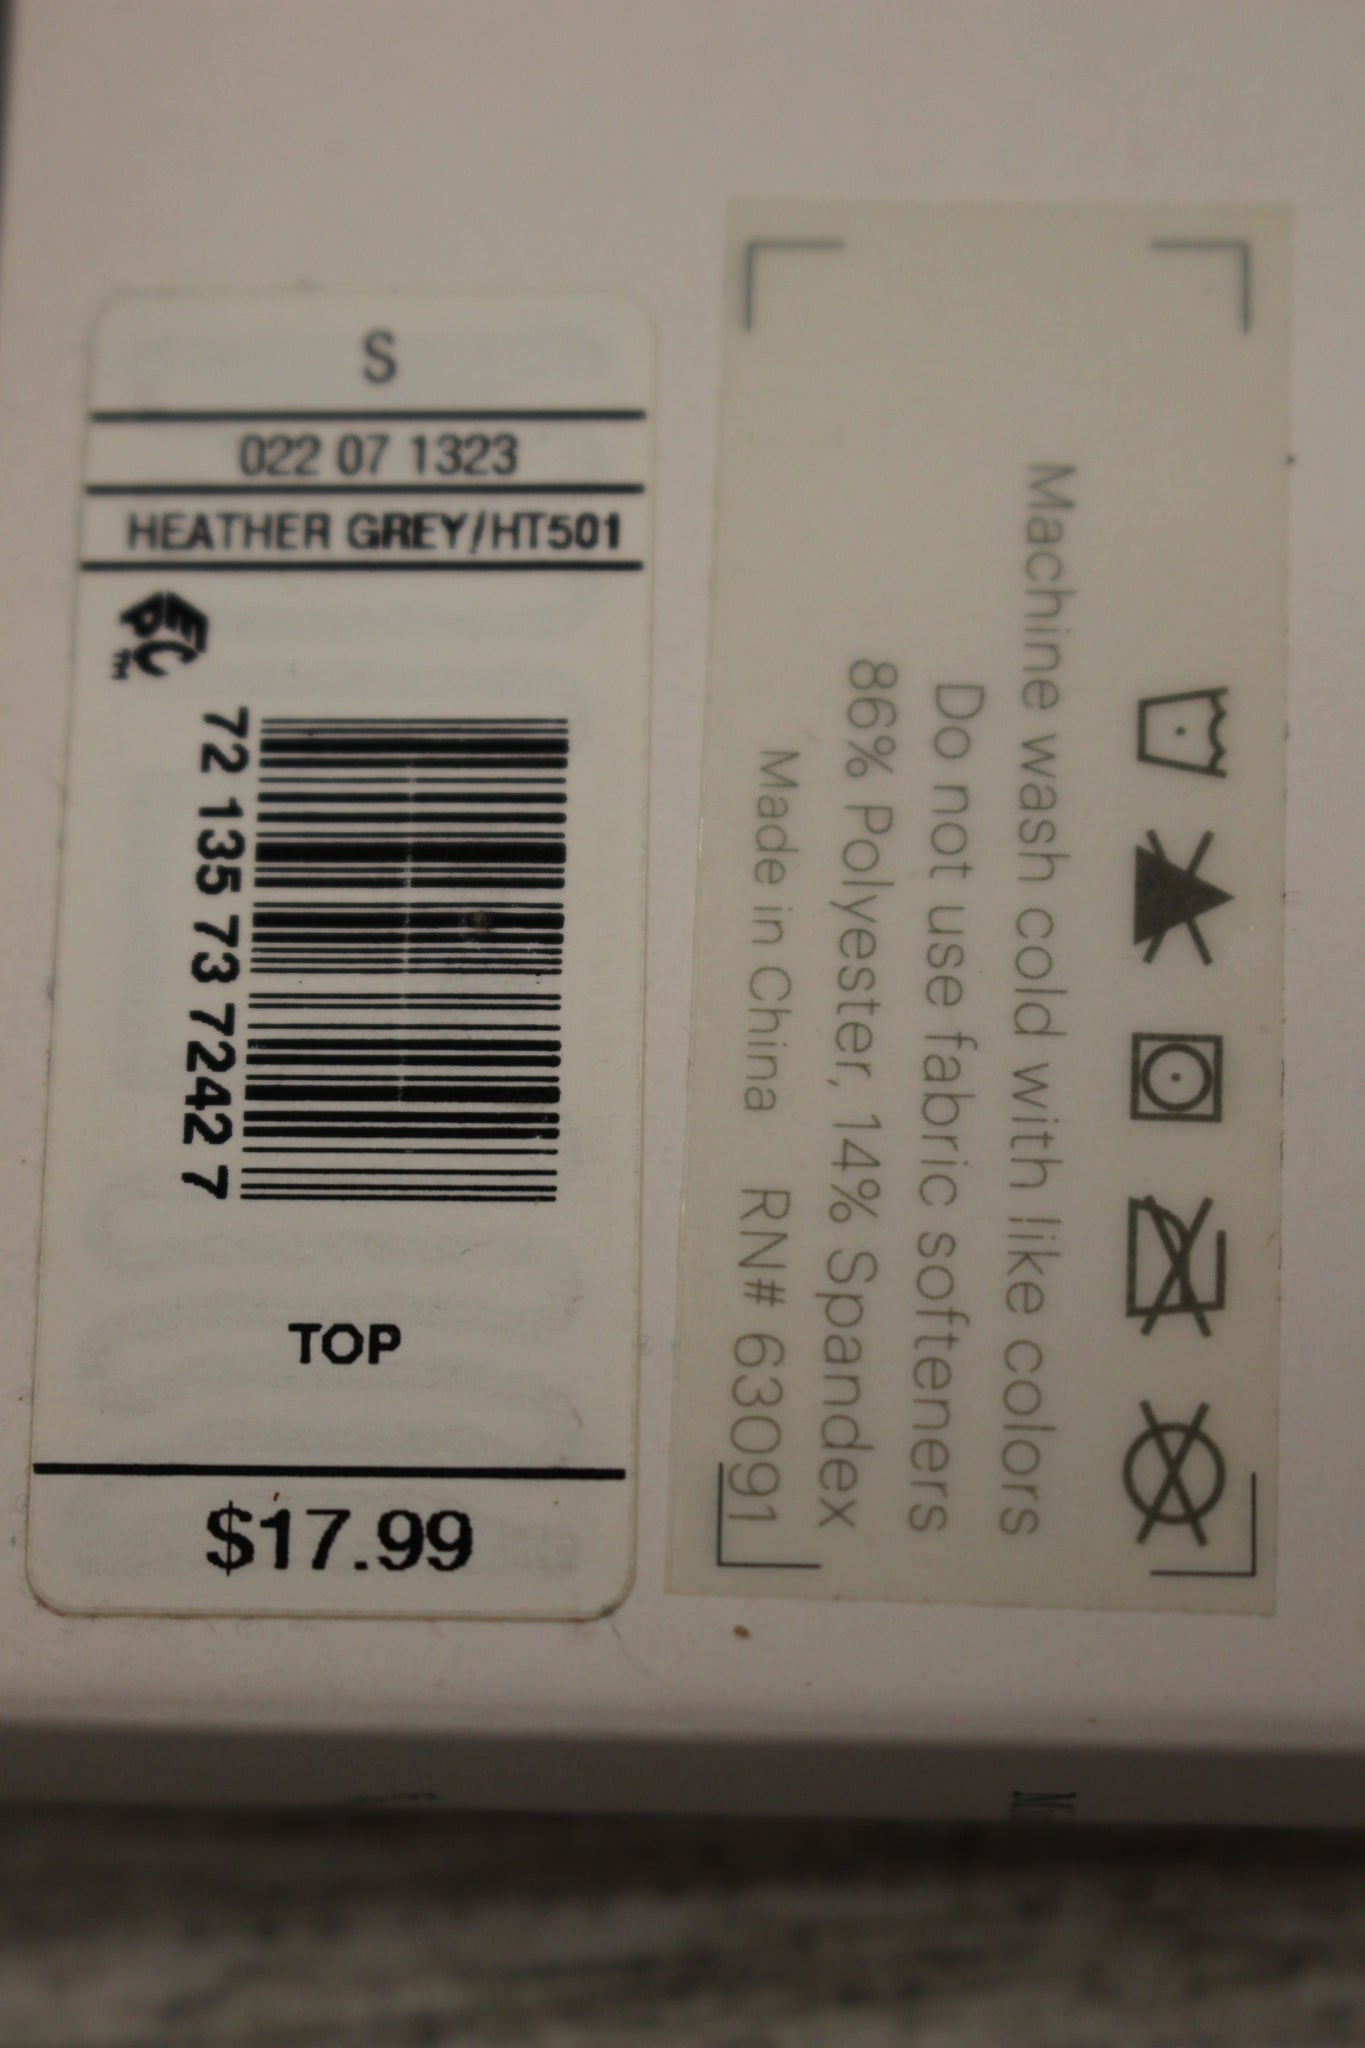 S
022 07 1323
HEATHER GREY/HT501
EPC™
72 135 73 7242 7
TOP
$17.99
Machine wash cold with like colors
Do not use fabric softeners
86% Polyester, 14% Spandex
Made in China RN# 63091